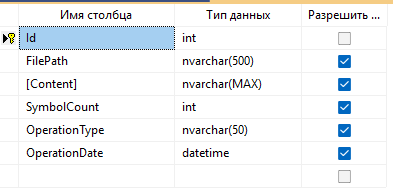 Имя столбца Тип данных Разрешить ...
Id int
FilePath nvarchar(500)
[Content] nvarchar(MAX)
SymbolCount int
OperationType nvarchar(50)
OperationDate datetime